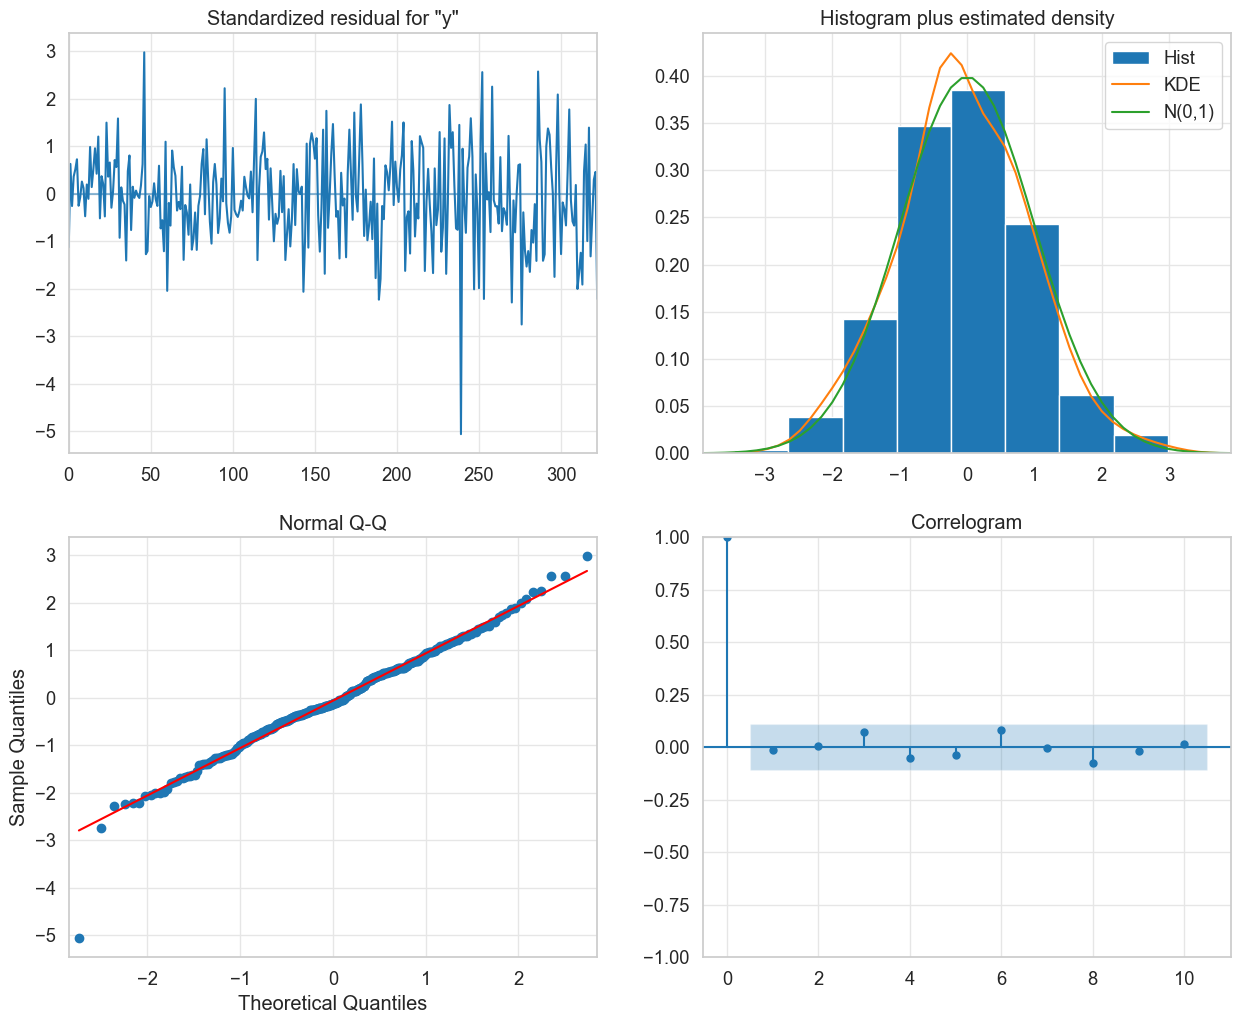 Standardized residual for "y"
3
2
1
0
−1
−2
−3
−4
−5
0 50 100 150 200 250 300
Histogram plus estimated density
Hist
KDE
N(0,1)
0.40
0.35
0.30
0.25
0.20
0.15
0.10
0.05
0.00
−3 −2 −1 0 1 2 3
Normal Q-Q
Sample Quantiles
3
2
1
0
−1
−2
−3
−4
−5
−2 −1 0 1 2
Theoretical Quantiles
Correlogram
1.00
0.75
0.50
0.25
0.00
−0.25
−0.50
−0.75
−1.00
0 2 4 6 8 10